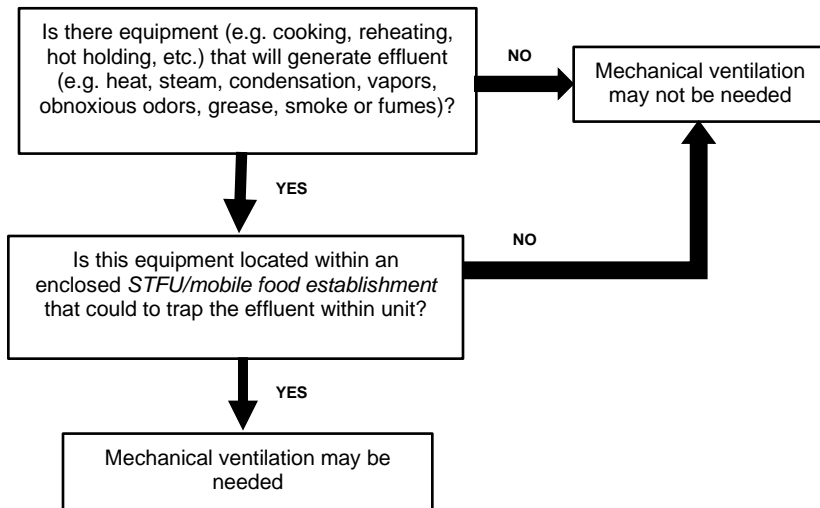 Is there equipment (e.g. cooking, reheating,
hot holding, etc.) that will generate effluent
(e.g. heat, steam, condensation, vapors,
obnoxious odors, grease, smoke or fumes)?
NO
Mechanical ventilation
may not be needed
YES
Is this equipment located within an
enclosed STFU/mobile food establishment
that could to trap the effluent within unit?
NO
YES
Mechanical ventilation may be
needed